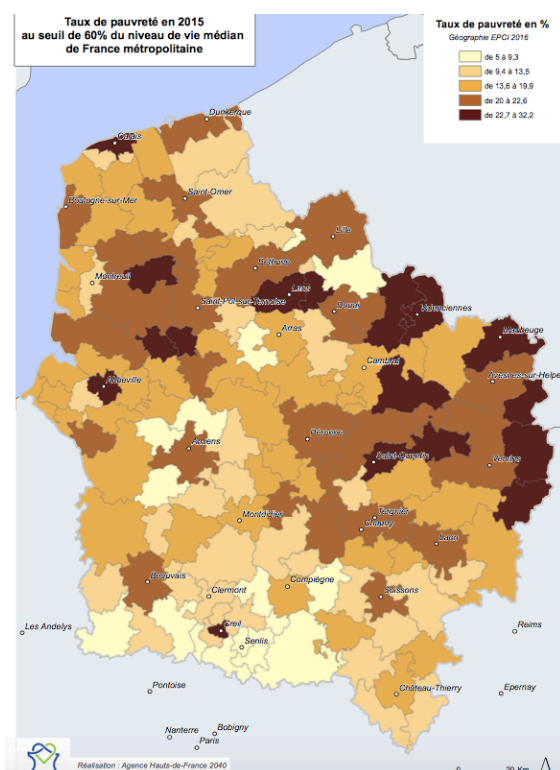 Taux de pauvreté en 2015
au seuil de 60% du niveau de vie médian
de France métropolitaine
Taux de pauvreté en %
Géographie EPCI 2016
de 5 à 9,3
de 9,4 à 13,5
de 13,6 à 19,9
de 20 à 22,6
de 22,7 à 32,2
Dunkerque
Calais
Saint-Omer
Boulogne-sur-Mer
Lille
Béthune
Montreuil
Lens
Saint-Pol-sur-Ternoise
Douai
Valenciennes
Arras
Maubeuge
Cambrai
Avesnes-sur-Helpe
Abbeville
Péronne
Amiens
Saint-Quentin
Vervins
Montdidier
Tergnier
Chauny
Laon
Beauvais
Compiègne
Clermont
Soissons
Les Andelys
Creil
Reims
Senlis
Pontoise
Château-Thierry
Epernay
Nanterre
Bobigny
Paris
Réalisation : Agence Hauts-de-France 2040
0 20 Km